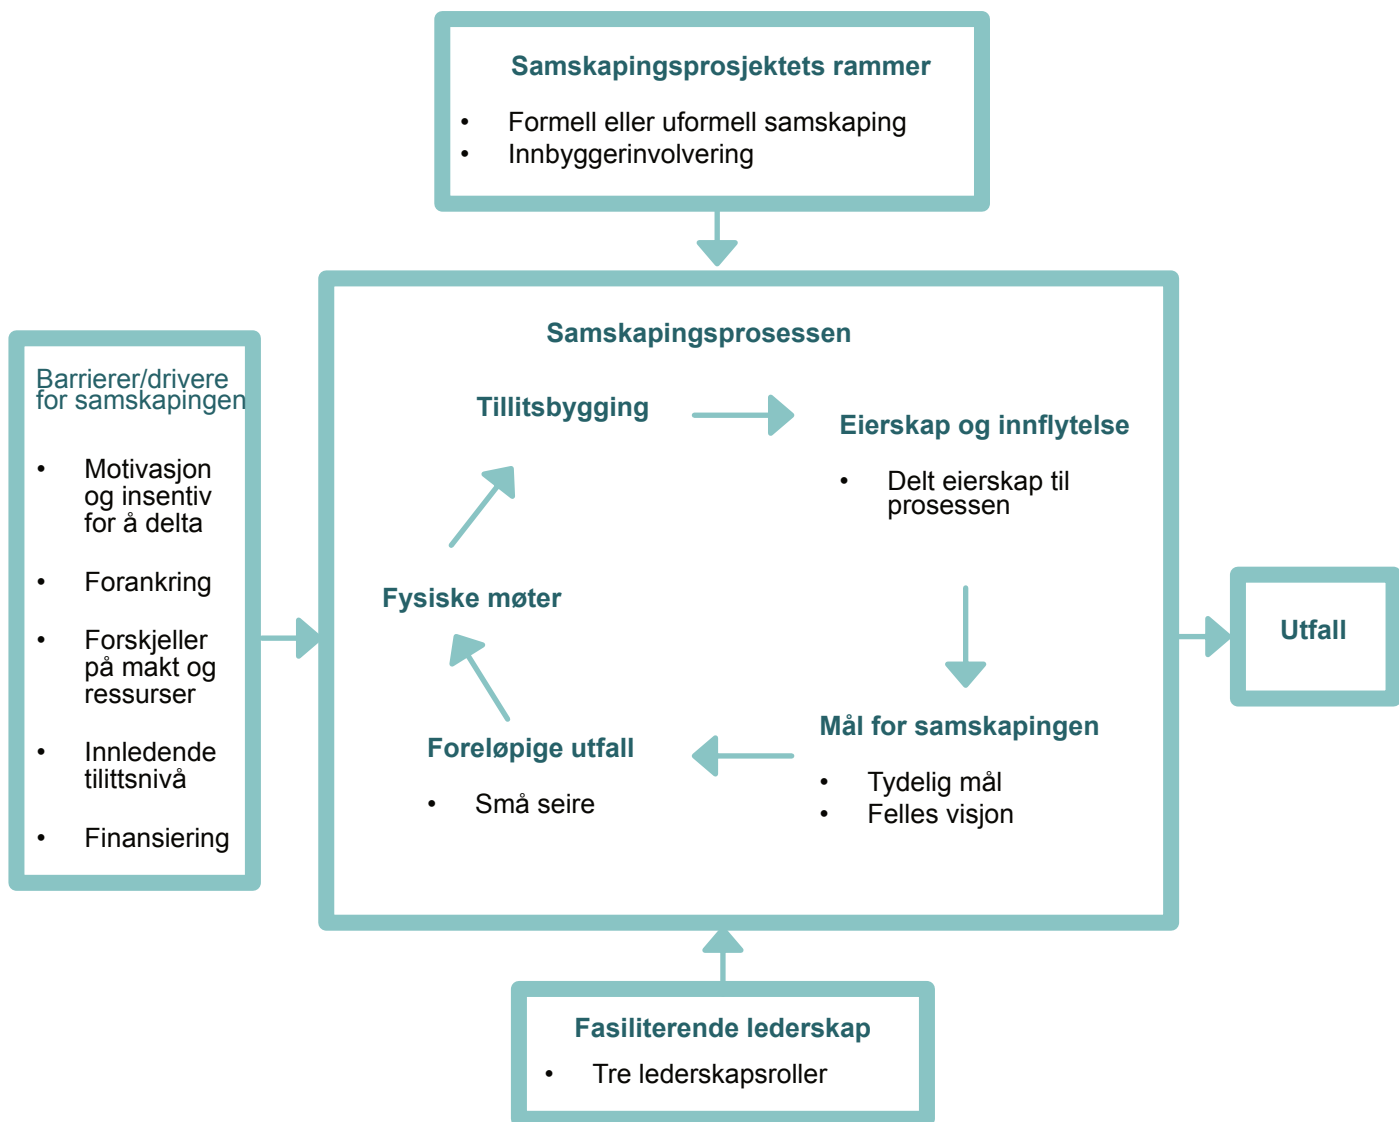 Samskapingsprosjektets rammer
• Formell eller uformell samskaping
• Innbyggerinvolvering
Barrierer/drivere
for samskapingen
• Motivasjon
og insentiv
for å delta
• Forankring
• Forskjeller
på makt og
ressurser
• Innledende
tilittsnivå
• Finansiering
Samskapingsprosessen
Tillitsbygging
Eierskap og innflytelse
• Delt eierskap til
prosessen
Fysiske møter
Mål for samskapingen
• Tydelig mål
• Felles visjon
Foreløpige utfall
• Små seire
Utfall
Fasiliterende lederskap
• Tre lederskapsroller